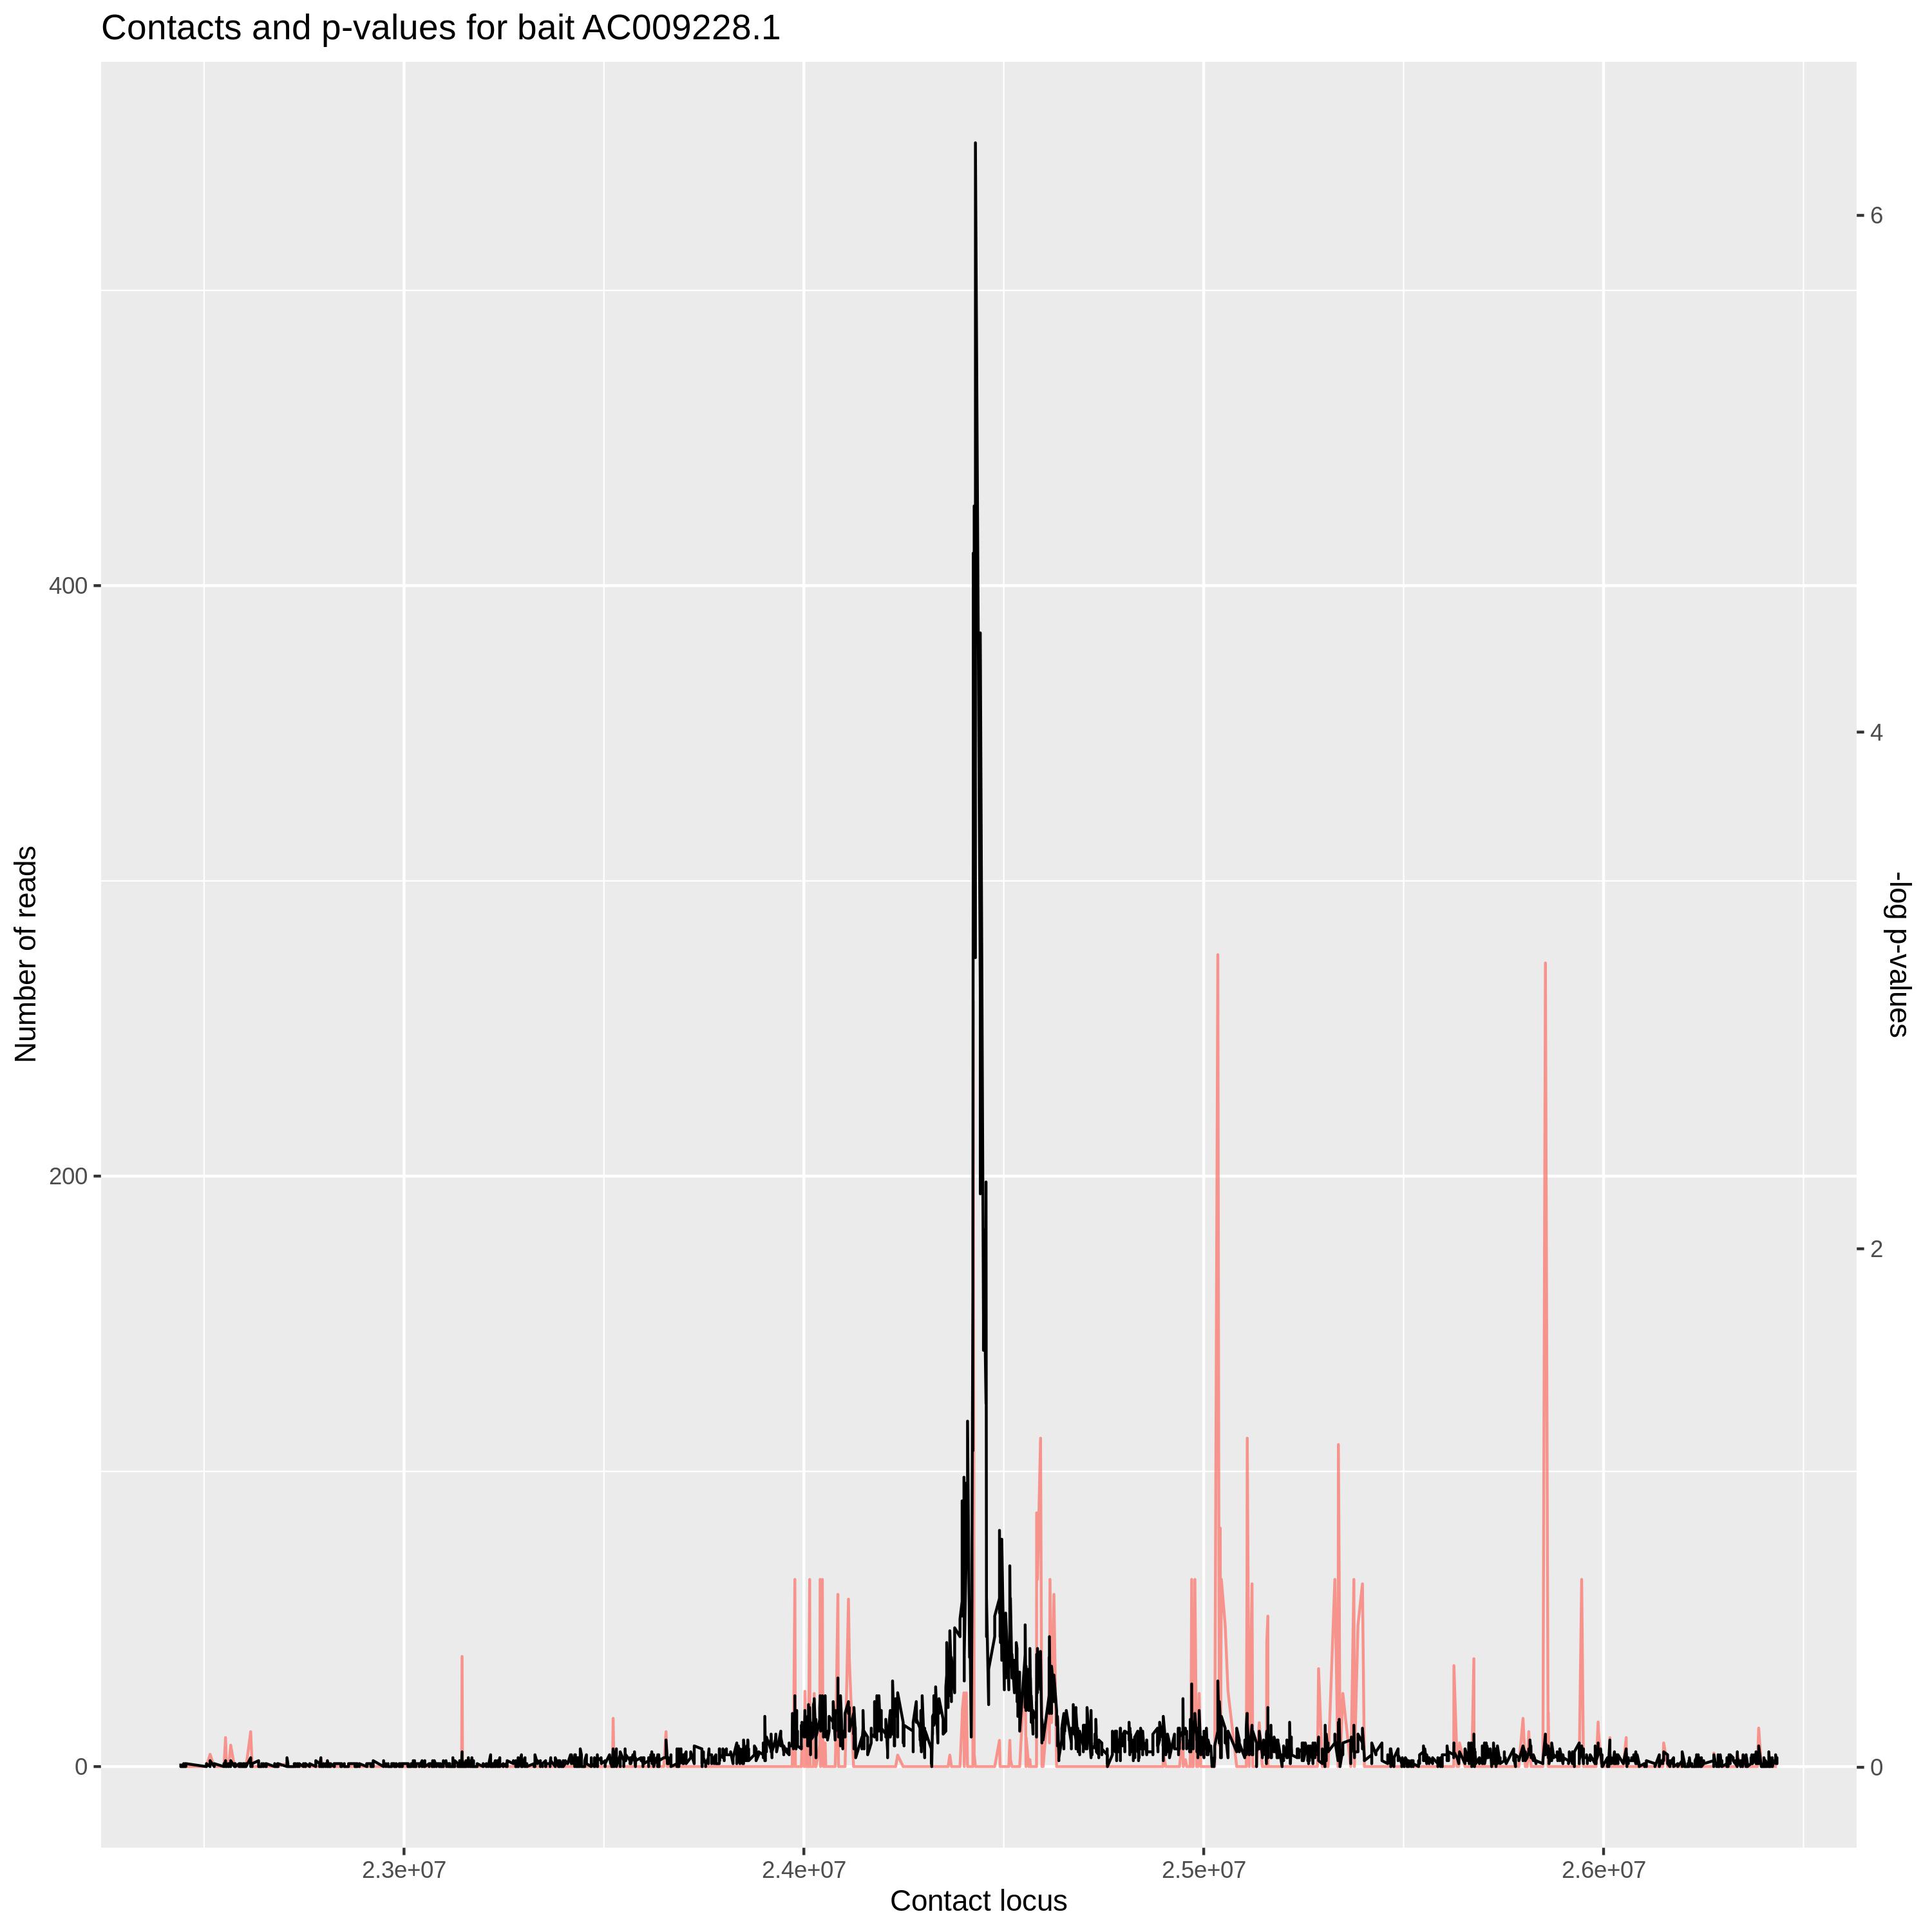 Contacts and p-values for bait AC009228.1
Number of reads
400
200
0
6
4
2
0
-log p-values
2.3e+07
2.4e+07
2.5e+07
2.6e+07
Contact locus